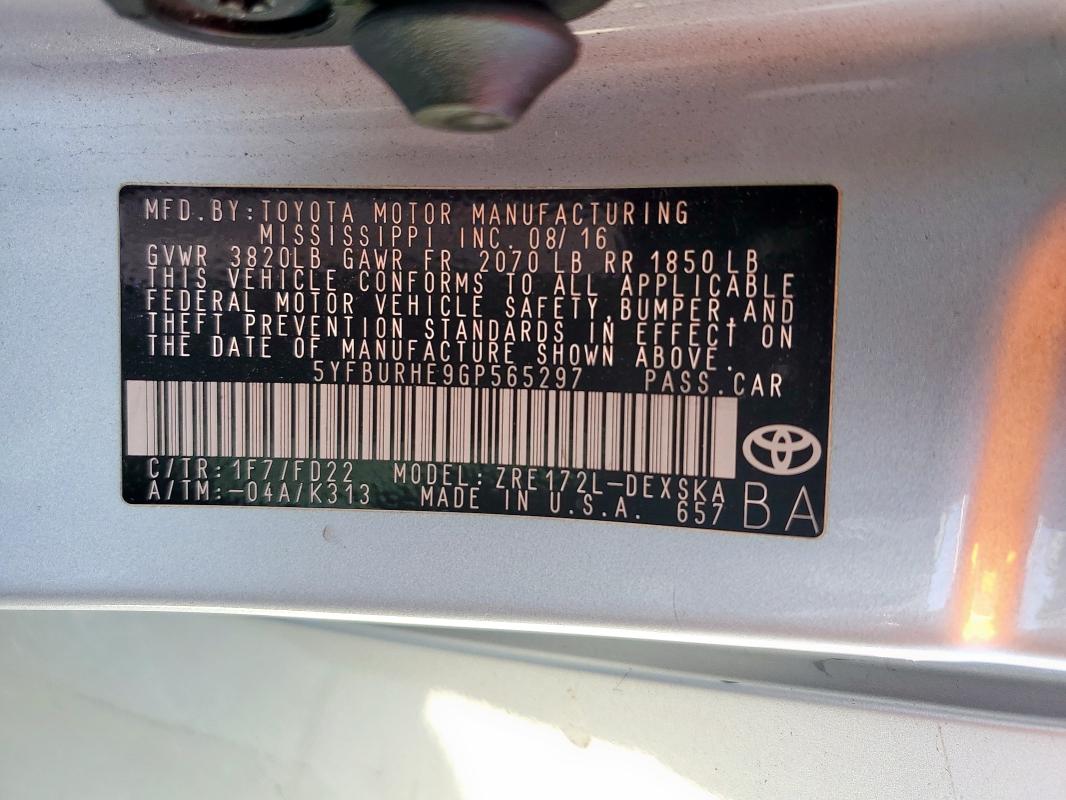 MFD.BY:TOYOTA MOTOR MANUFACTURING
MISSISSIPPI INC. 08/16
GVWR 3820LB GAWR FR 2070 LB RR 1850 LB
THIS VEHICLE CONFORMS TO ALL APPLICABLE
FEDERAL MOTOR VEHICLE SAFETY,BUMPER,AND
THEFT PREVENTION STANDARDS IN EFFECT ON
THE DATE OF MANUFACTURE SHOWN ABOVE.
5YFBURHE9GP565297 PASS.CAR
C/TR:1F7/FD22 MODEL:ZRE172L-DEXSKA
A/TM:-04A/K313 MADE IN U.S.A. 657 BA